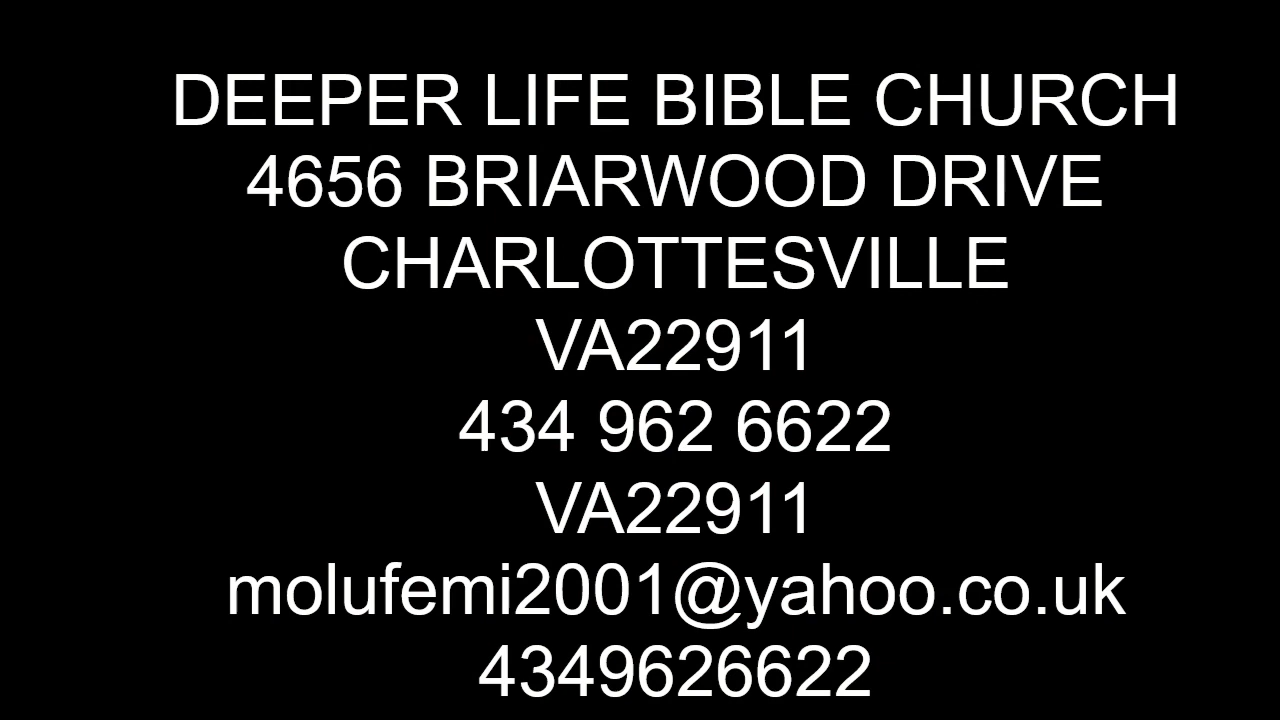 DEEPER LIFE BIBLE CHURCH
4656 BRIARWOOD DRIVE
CHARLOTTESVILLE
VA22911
434 962 6622
VA22911
molufemi2001@yahoo.co.uk
4349626622